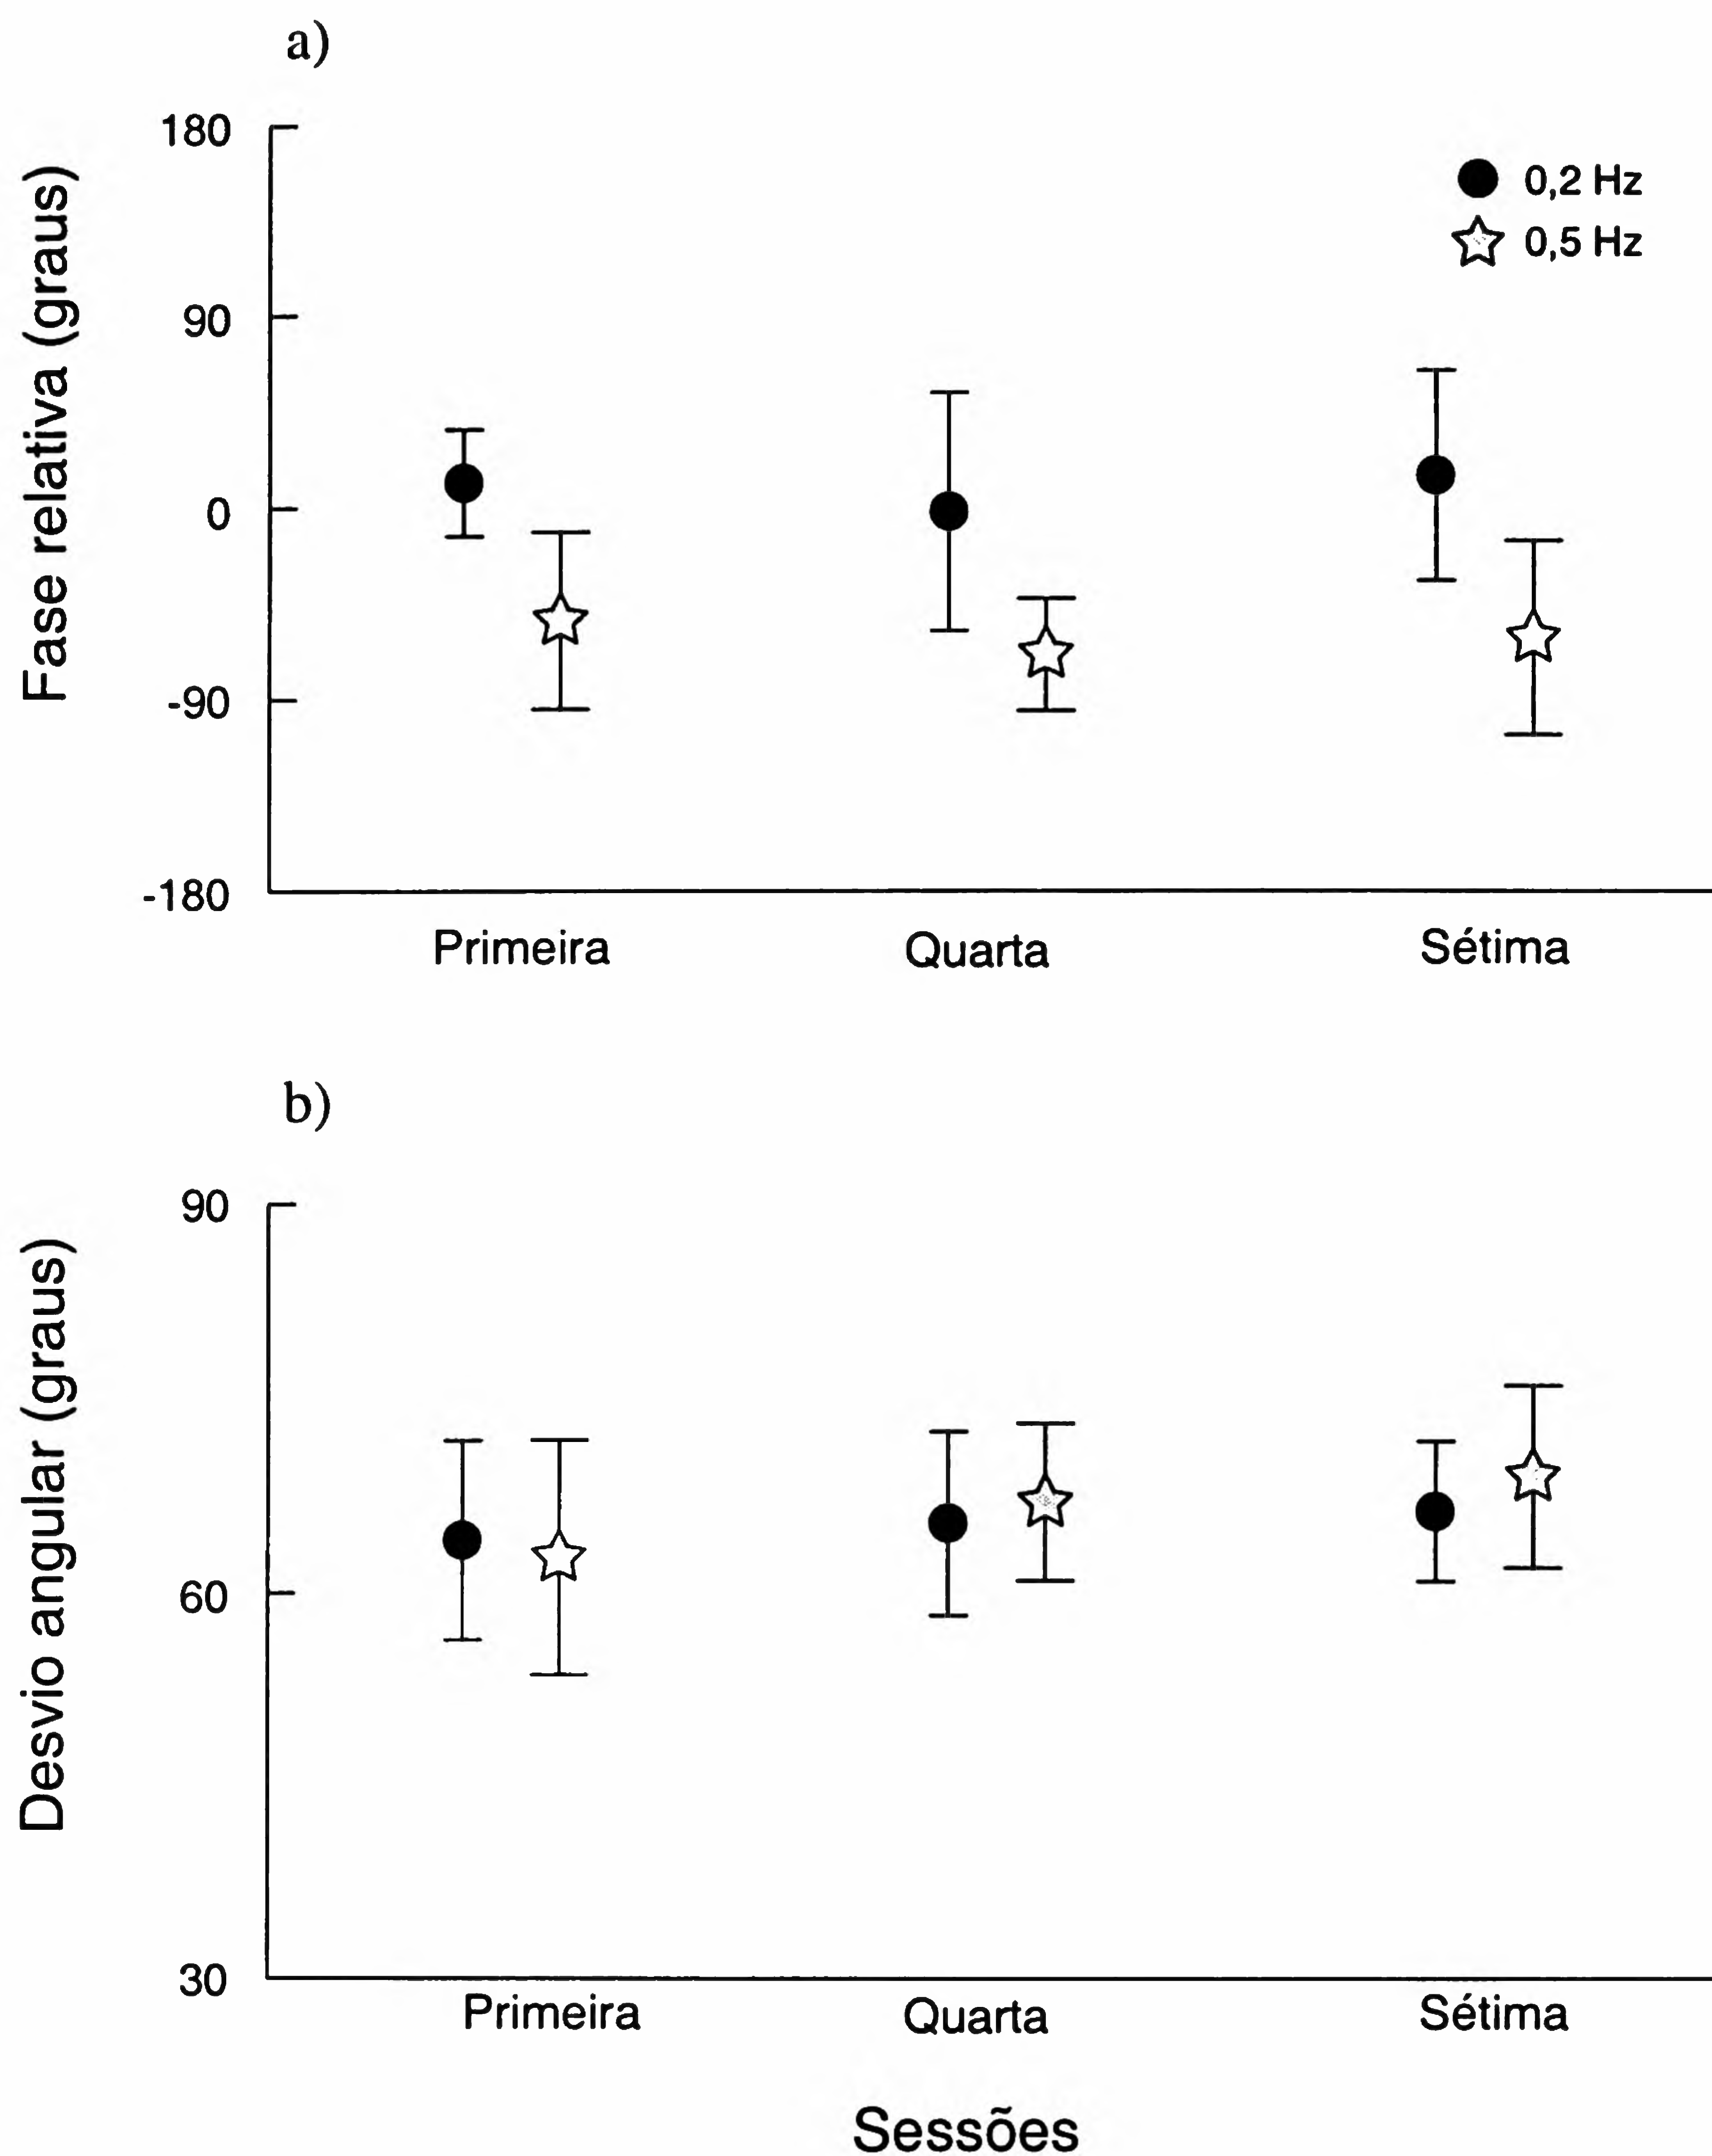 a)
180
90
0
-90
-180
Fase relativa (graus)
0,2 Hz
0,5 Hz
Primeira Quarta Sétima
b)
90
60
30
Desvio angular (graus)
Primeira Quarta Sétima
Sessões